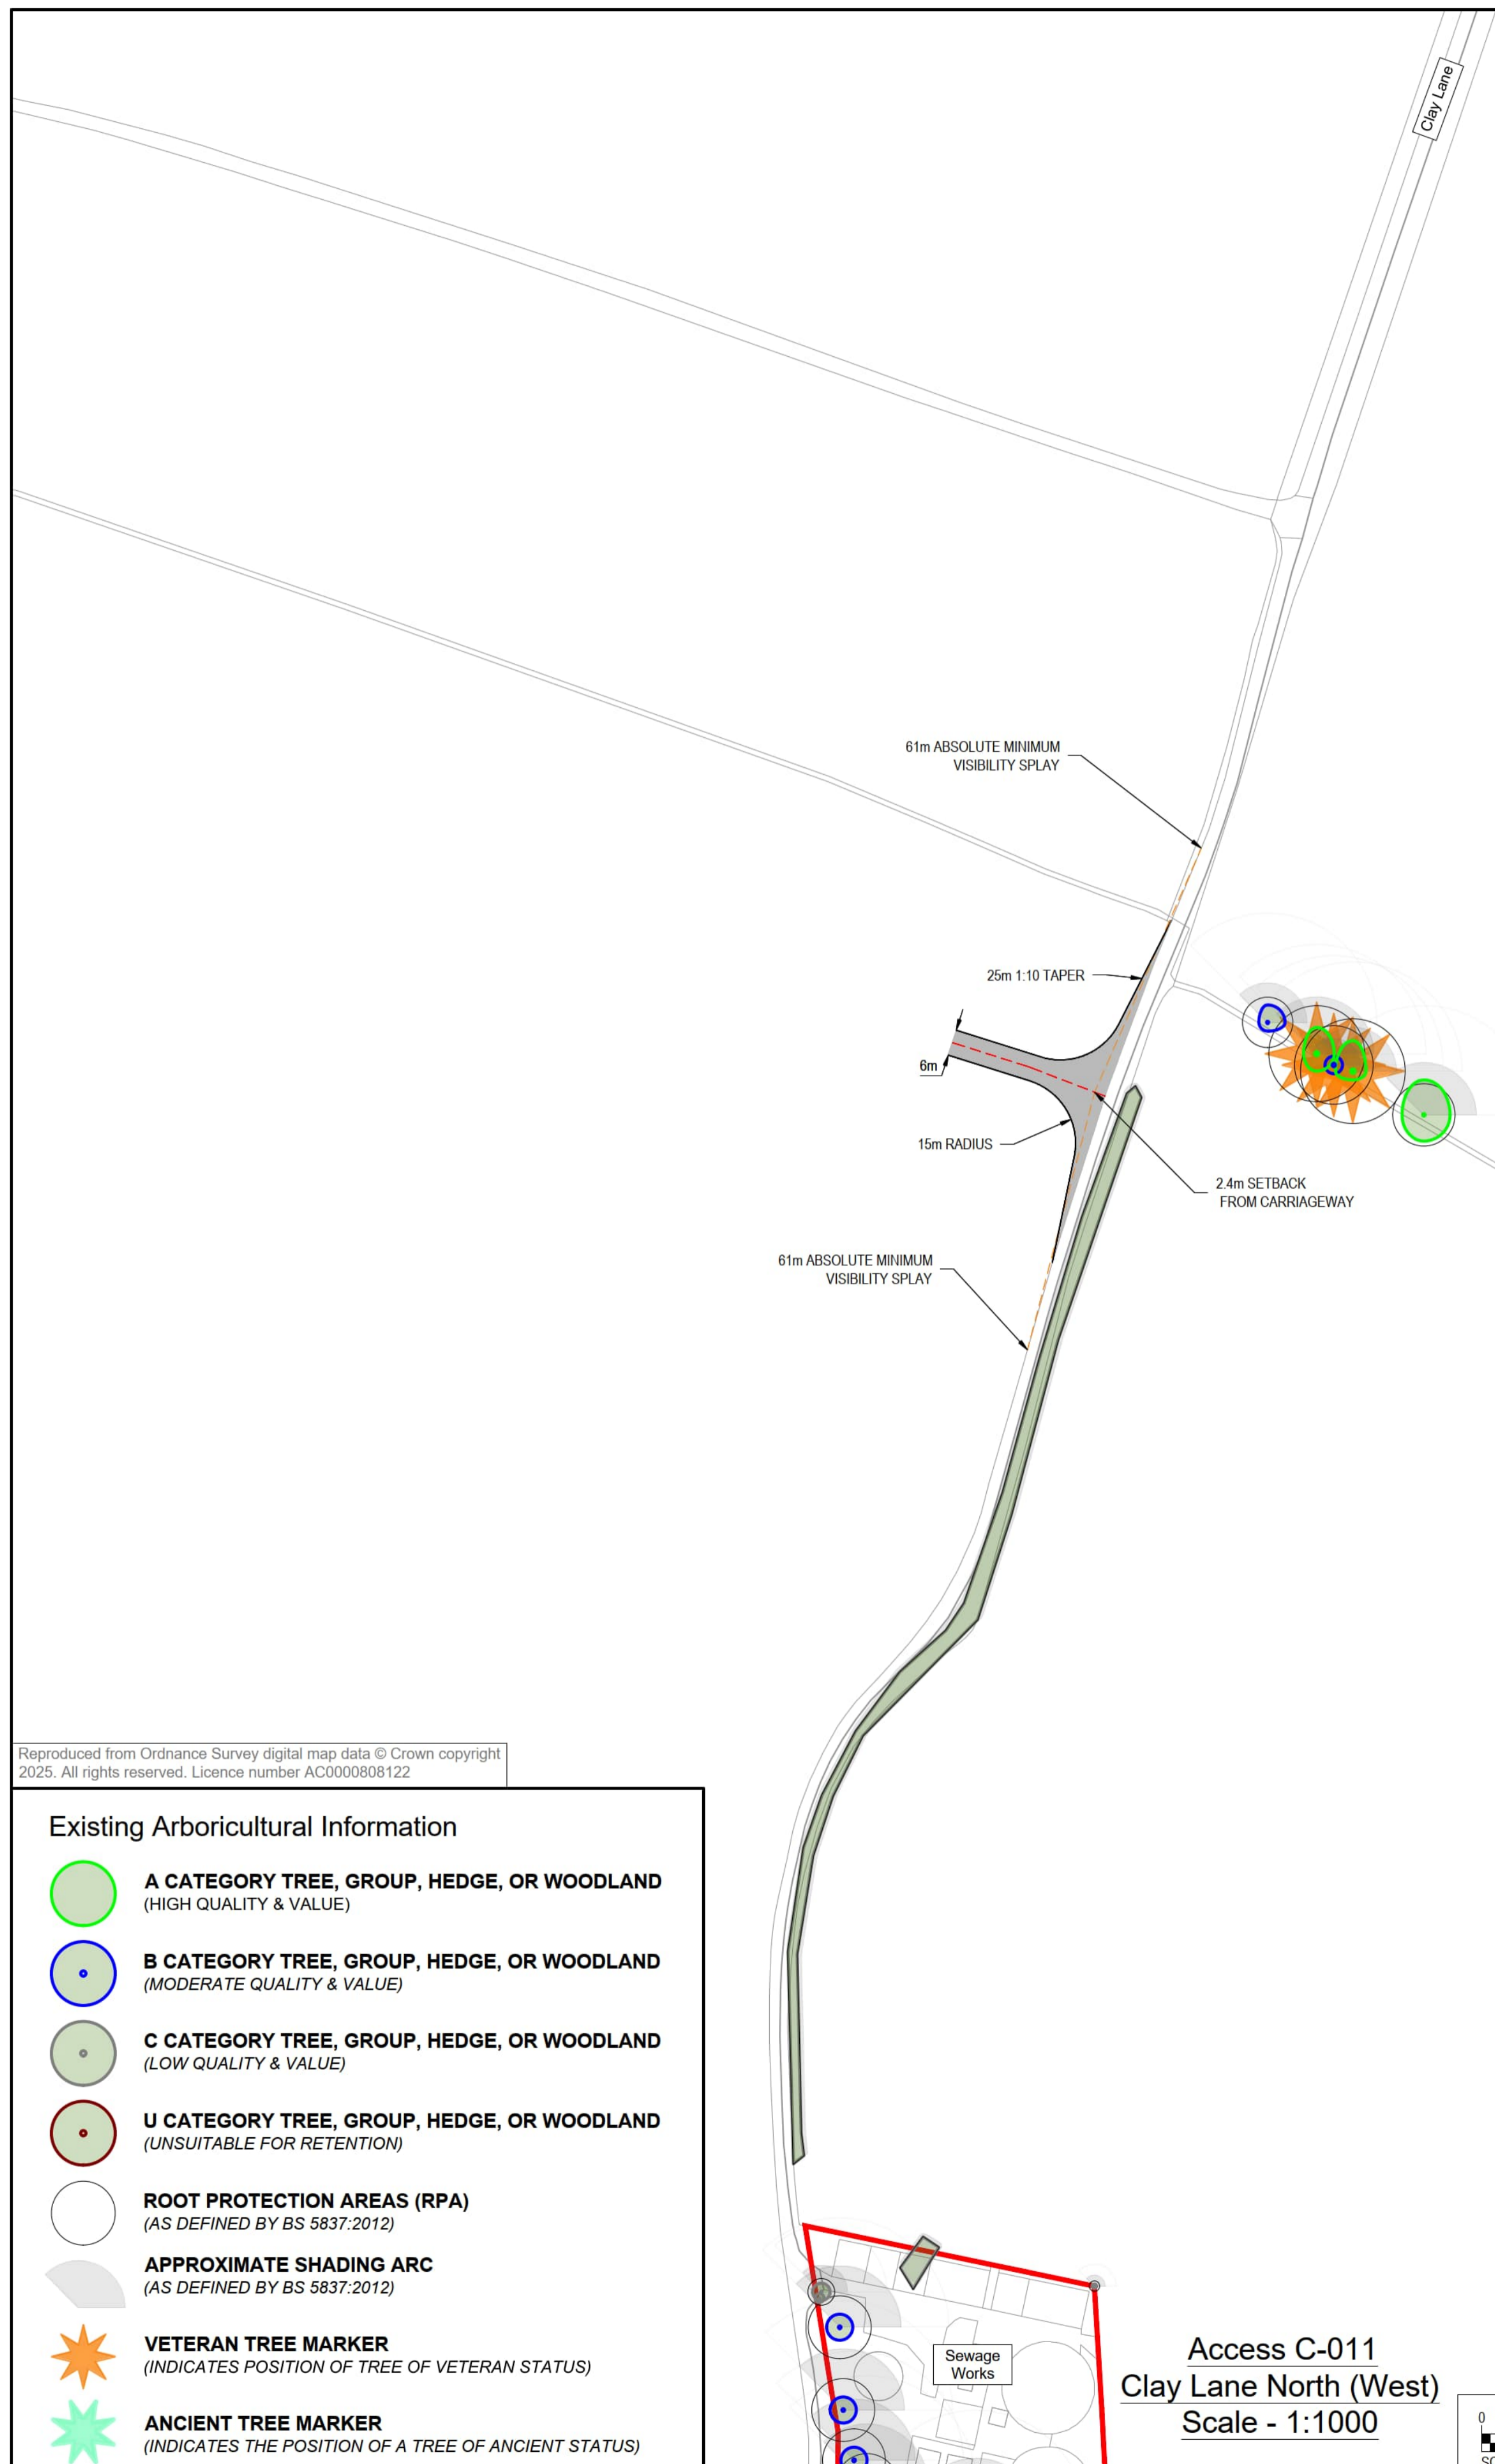 Clay Lane
61m ABSOLUTE MINIMUM
VISIBILITY SPLAY
25m 1:10 TAPER
6m
15m RADIUS
2.4m SETBACK
FROM CARRIAGEWAY
61m ABSOLUTE MINIMUM
VISIBILITY SPLAY
Reproduced from Ordnance Survey digital map data © Crown copyright
2025. All rights reserved. Licence number AC0000808122
Existing Arboricultural Information
A CATEGORY TREE, GROUP, HEDGE, OR WOODLAND
(HIGH QUALITY & VALUE)
B CATEGORY TREE, GROUP, HEDGE, OR WOODLAND
(MODERATE QUALITY & VALUE)
C CATEGORY TREE, GROUP, HEDGE, OR WOODLAND
(LOW QUALITY & VALUE)
U CATEGORY TREE, GROUP, HEDGE, OR WOODLAND
(UNSUITABLE FOR RETENTION)
ROOT PROTECTION AREAS (RPA)
(AS DEFINED BY BS 5837:2012)
APPROXIMATE SHADING ARC
(AS DEFINED BY BS 5837:2012)
VETERAN TREE MARKER
(INDICATES POSITION OF TREE OF VETERAN STATUS)
ANCIENT TREE MARKER
(INDICATES THE POSITION OF A TREE OF ANCIENT STATUS)
Sewage
Works
Access C-011
Clay Lane North (West)
Scale - 1:1000
0